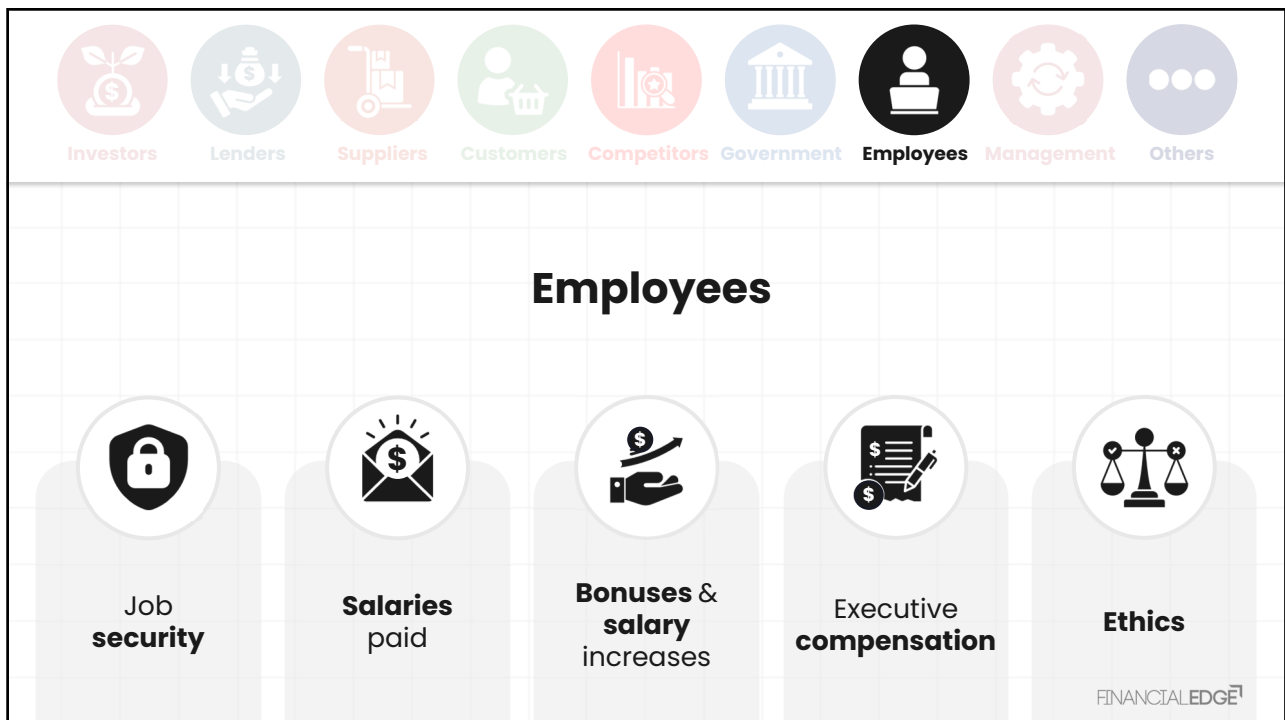 Investors
Lenders
Suppliers
Customers
Competitors
Government
Employees
Management
Others
Employees
Job
security
Salaries
paid
Bonuses &
salary
increases
Executive
compensation
Ethics
FINANCIALEDGE